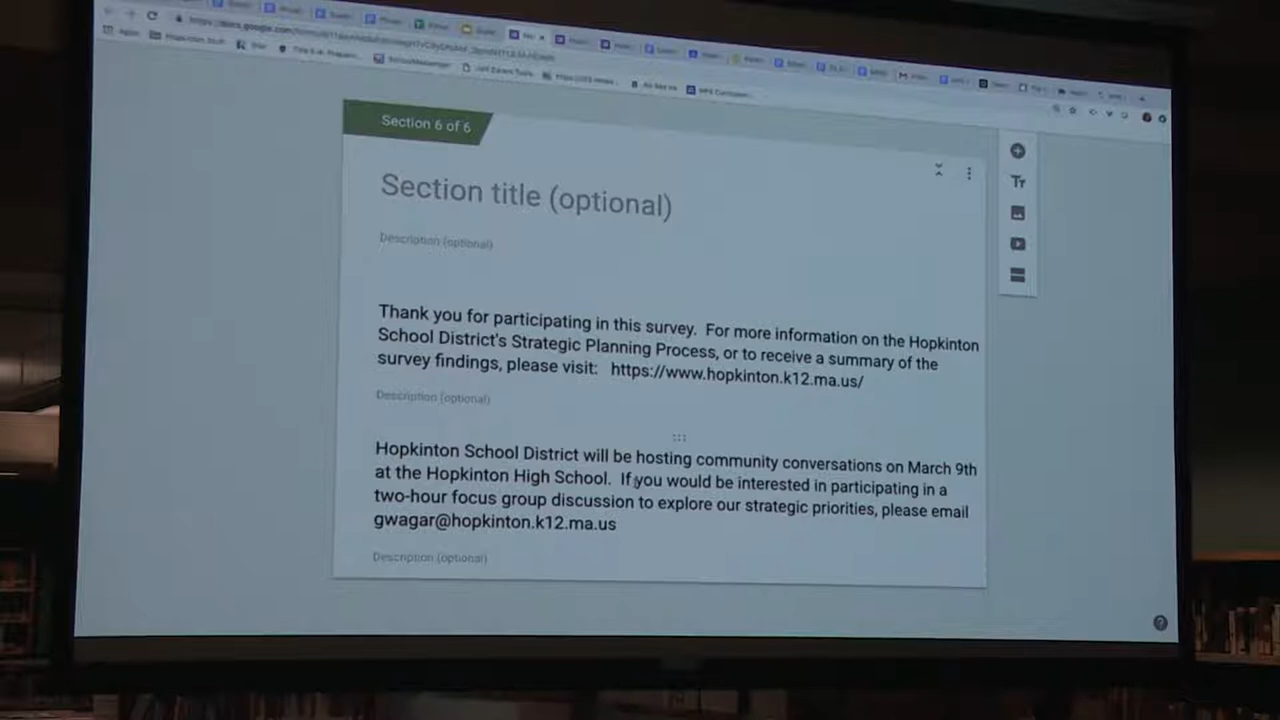 Apps
Section 6 of 6
Section title (optional)
Description (optional)
Thank you for participating in this survey. For more information on the Hopkinton
School District's Strategic Planning Process, or to receive a summary of the
survey findings, please visit: https://www.hopkinton.k12.ma.us/
Description (optional)
Hopkinton School District will be hosting community conversations on March 9th
at the Hopkinton High School. If you would be interested in participating in a
two-hour focus group discussion to explore our strategic priorities, please email
gwagar@hopkinton.k12.ma.us
Description (optional)